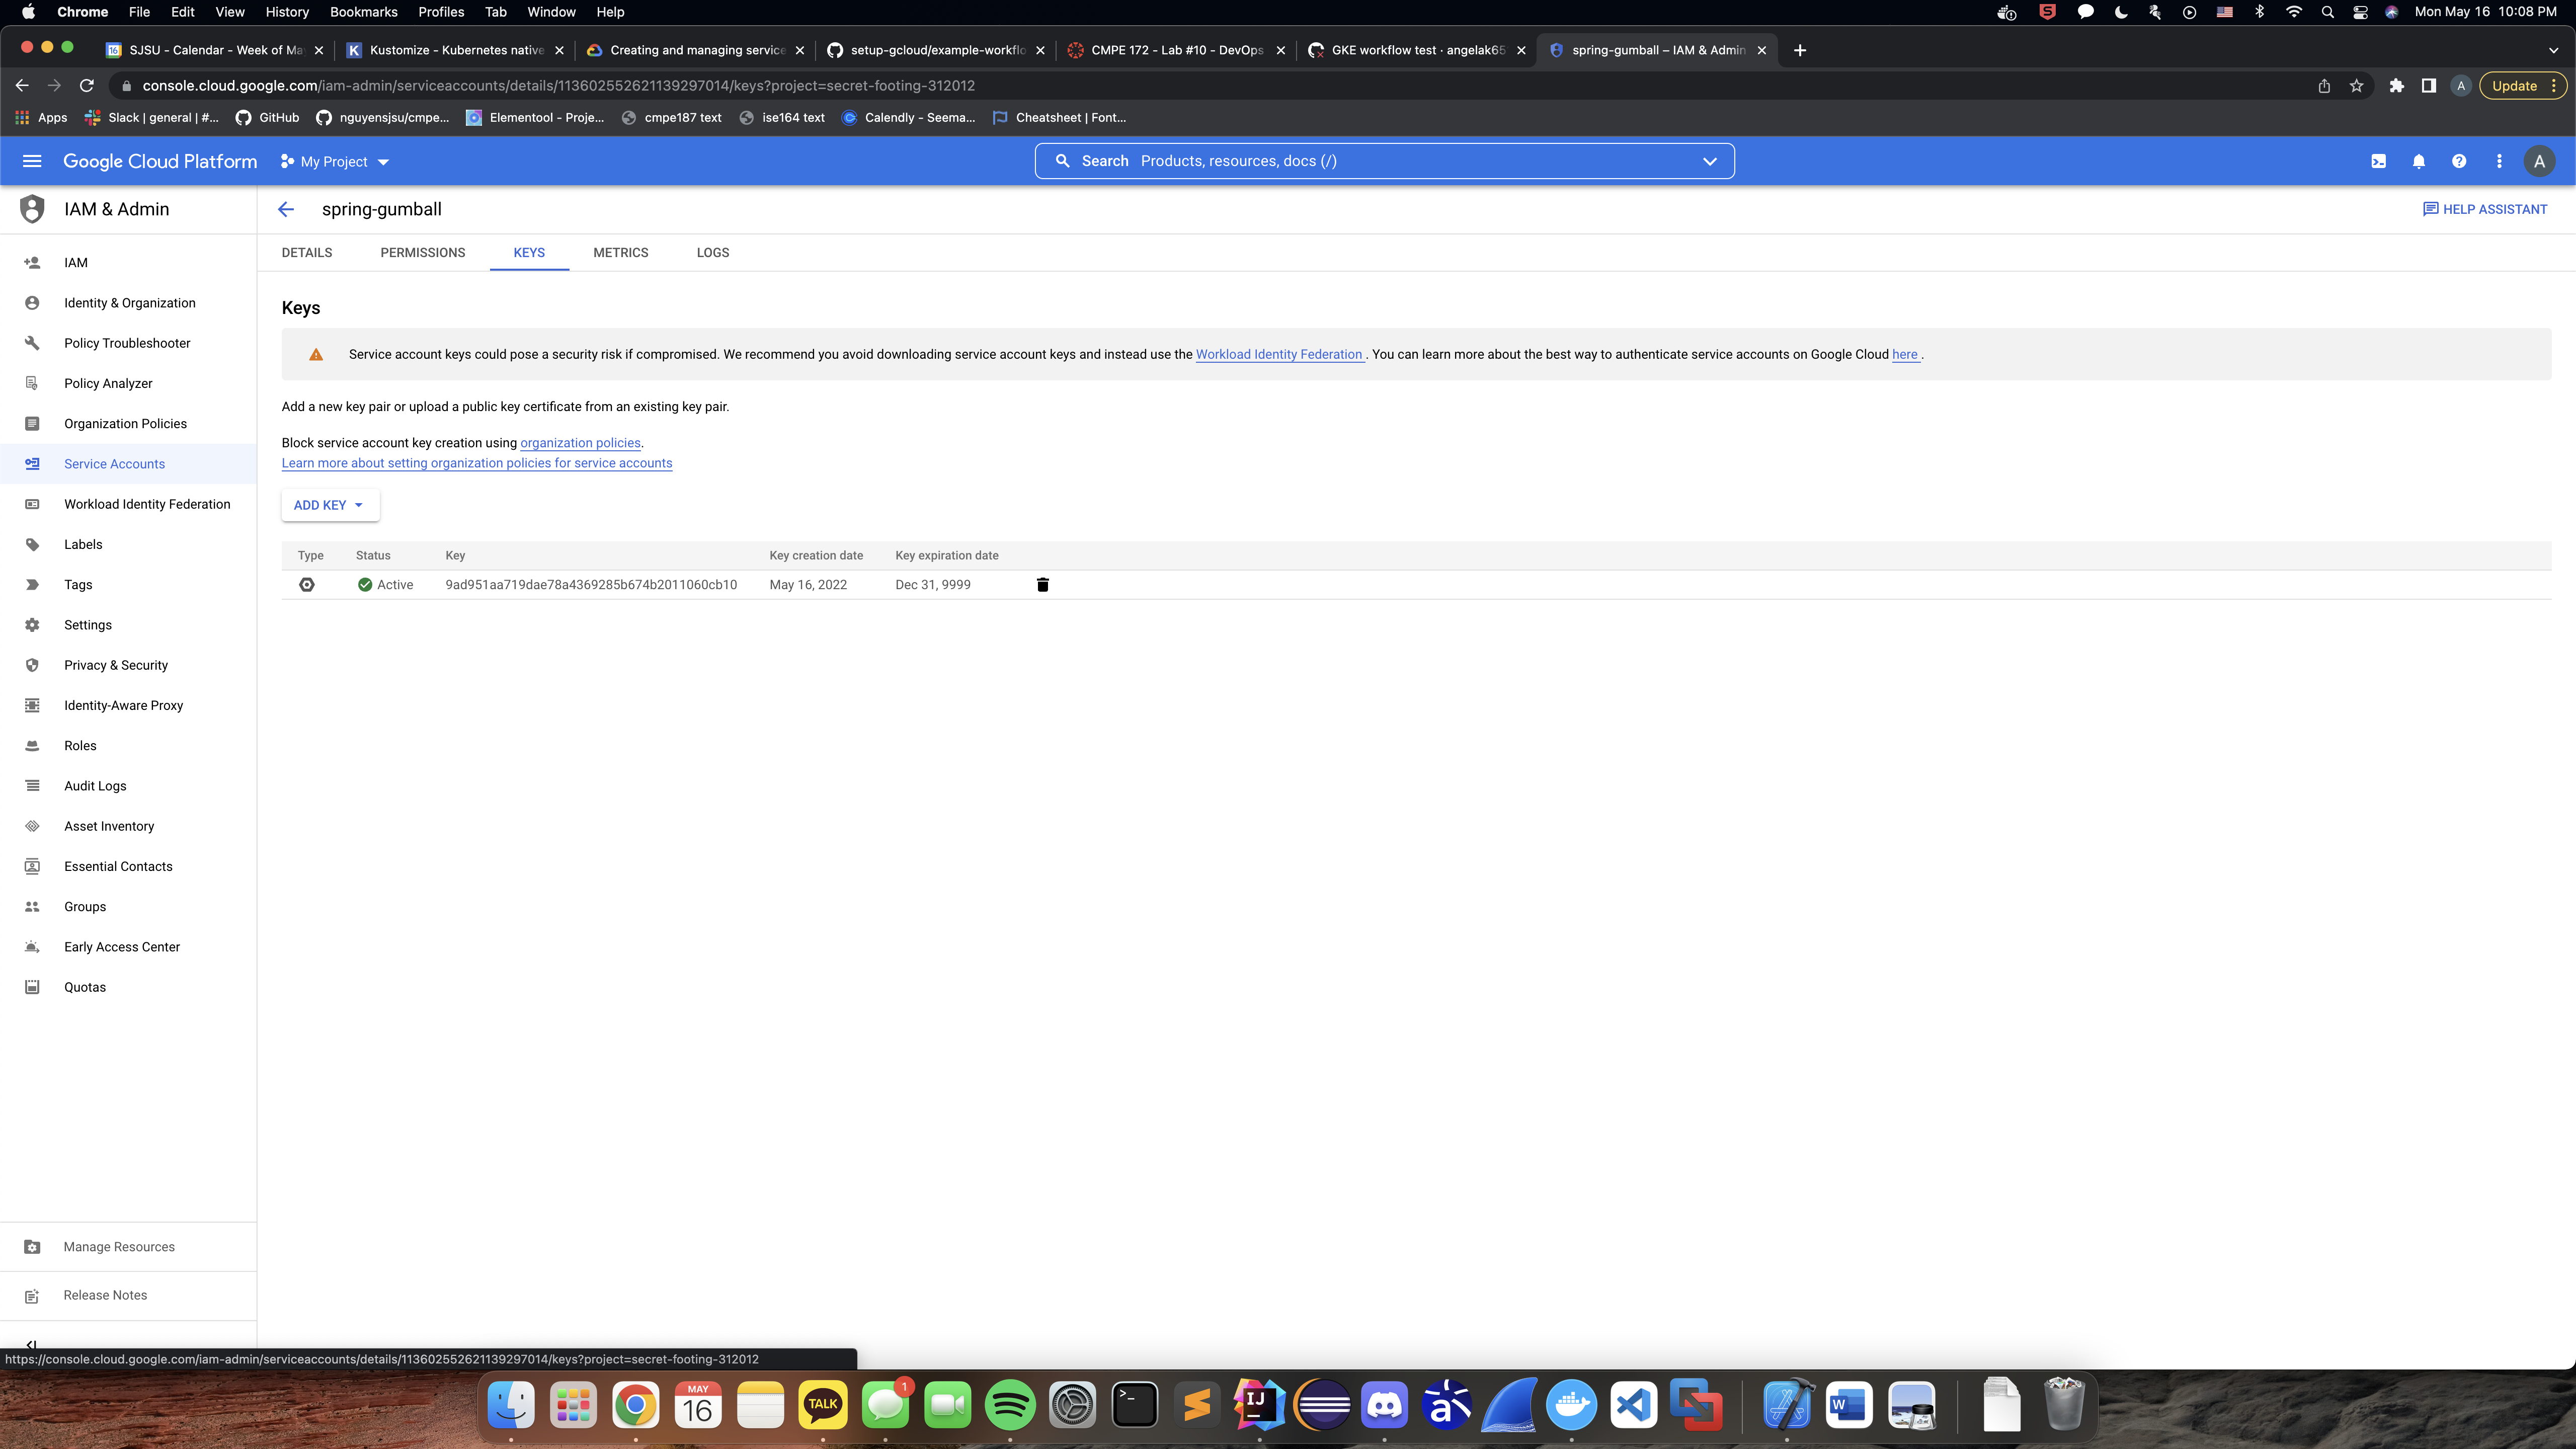 Chrome File Edit View History Bookmarks Profiles Tab Window Help Mon May 16 10:08 PM
SJSU - Calendar - Week of Ma
Kustomize - Kubernetes native
Creating and managing service
setup-gcloud/example-workflo
CMPE 172 - Lab #10 - DevOps
GKE workflow test · angelak65
spring-gumball – IAM & Admin
console.cloud.google.com/iam-admin/serviceaccounts/details/113602552621139297014/keys?project=secret-footing-312012
A
Update
Apps
Slack | general | #...
GitHub
nguyensjsu/cmpe...
Elementool - Proje...
cmpe187 text
ise164 text
Calendly - Seema...
Cheatsheet | Font...
Google Cloud Platform
My Project
Search Products, resources, docs (/)
A
IAM & Admin
spring-gumball
HELP ASSISTANT
IAM
Identity & Organization
Policy Troubleshooter
Policy Analyzer
Organization Policies
Service Accounts
Workload Identity Federation
Labels
Tags
Settings
Privacy & Security
Identity-Aware Proxy
Roles
Audit Logs
Asset Inventory
Essential Contacts
Groups
Early Access Center
Quotas
Manage Resources
Release Notes
DETAILS PERMISSIONS KEYS METRICS LOGS
Keys
Service account keys could pose a security risk if compromised. We recommend you avoid downloading service account keys and instead use the Workload Identity Federation . You can learn more about the best way to authenticate service accounts on Google Cloud here .
Add a new key pair or upload a public key certificate from an existing key pair.
Block service account key creation using organization policies.
Learn more about setting organization policies for service accounts
ADD KEY
Type Status Key Key creation date Key expiration date
Active 9ad951aa719dae78a4369285b674b2011060cb10 May 16, 2022 Dec 31, 9999
https://console.cloud.google.com/iam-admin/serviceaccounts/details/113602552621139297014/keys?project=secret-footing-312012
MAY
16
TALK
1
IJ
W